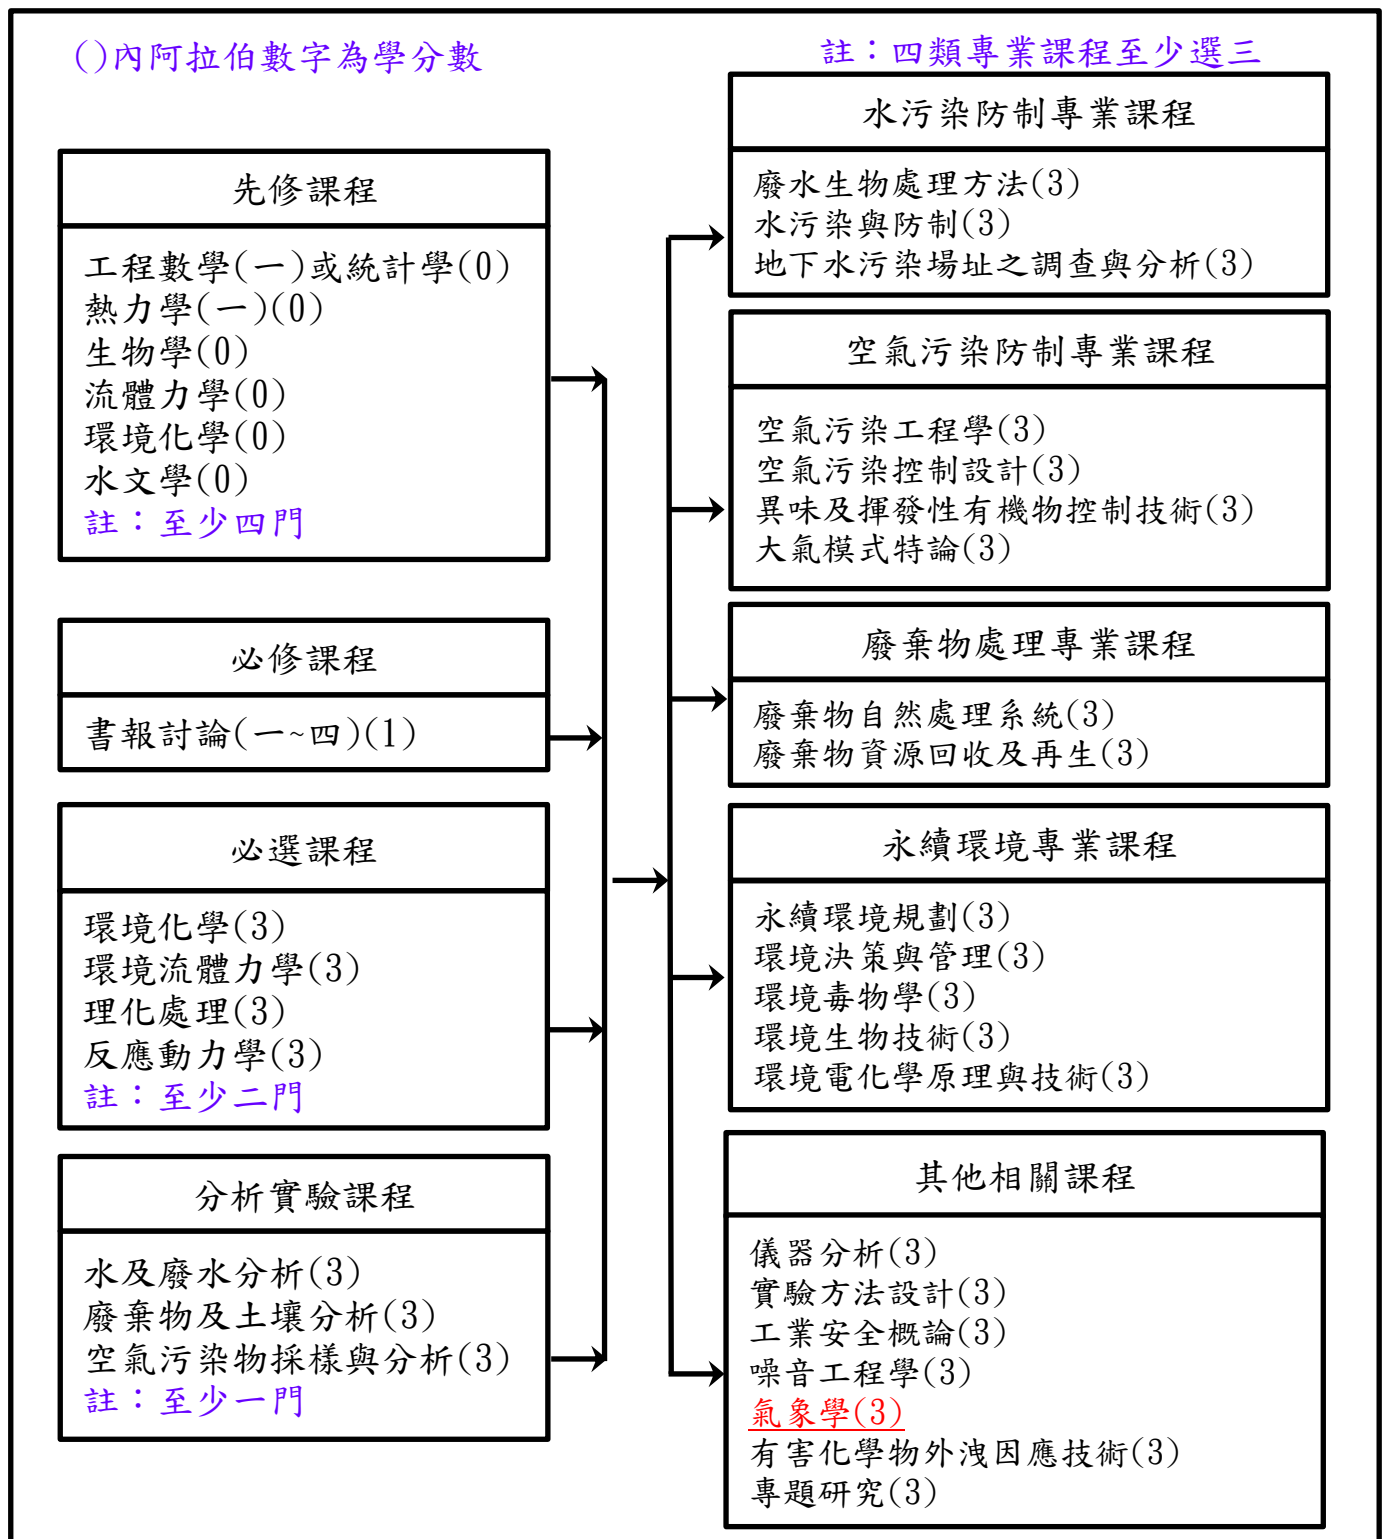 ()內阿拉伯數字為學分數
先修課程
工程數學(一)或統計學(0)
熱力學(一)(0)
生物學(0)
流體力學(0)
環境化學(0)
水文學(0)
註：至少四門
必修課程
書報討論(一~四)(1)
必選課程
環境化學(3)
環境流體力學(3)
理化處理(3)
反應動力學(3)
註：至少二門
分析實驗課程
水及廢水分析(3)
廢棄物及土壤分析(3)
空氣污染物採樣與分析(3)
註：至少一門
註：四類專業課程至少選三
水污染防制專業課程
廢水生物處理方法(3)
水污染與防制(3)
地下水污染場址之調查與分析(3)
空氣污染防制專業課程
空氣污染工程學(3)
空氣污染控制設計(3)
異味及揮發性有機物控制技術(3)
大氣模式特論(3)
廢棄物處理專業課程
廢棄物自然處理系統(3)
廢棄物資源回收及再生(3)
永續環境專業課程
永續環境規劃(3)
環境決策與管理(3)
環境毒物學(3)
環境生物技術(3)
環境電化學原理與技術(3)
其他相關課程
儀器分析(3)
實驗方法設計(3)
工業安全概論(3)
噪音工程學(3)
氣象學(3)
有害化學物外洩因應技術(3)
專題研究(3)